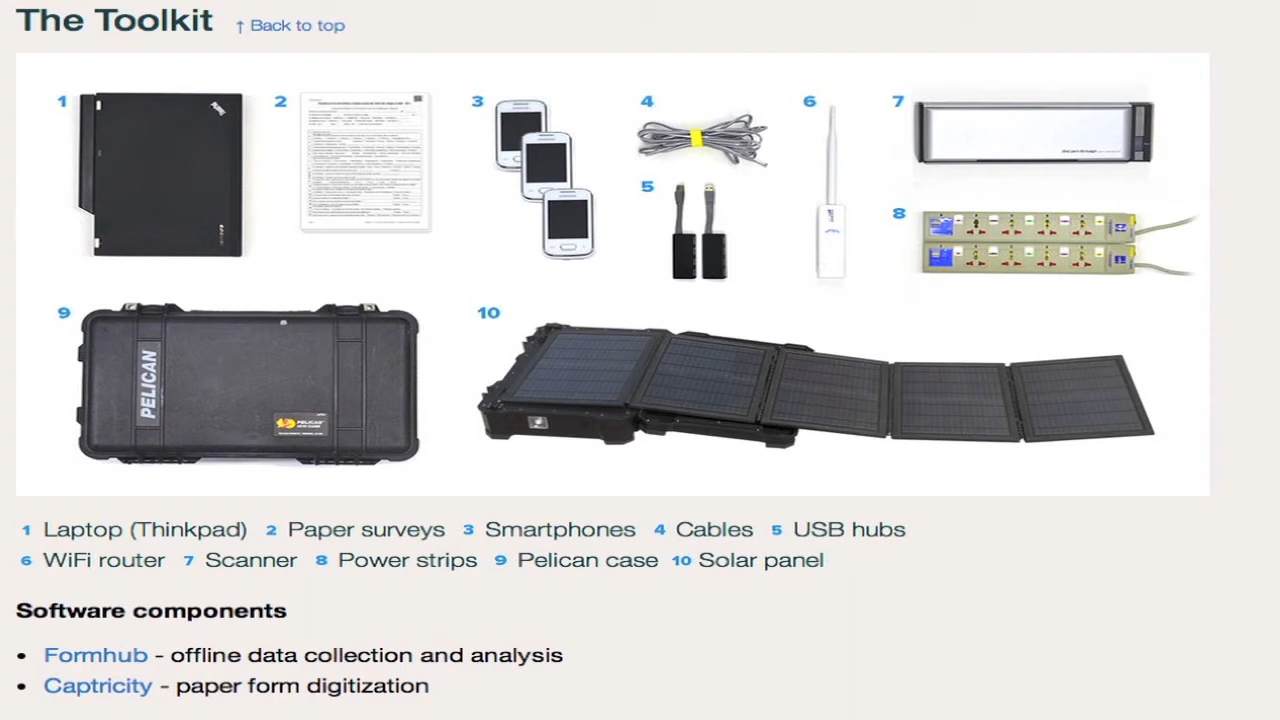 The Toolkit ↑ Back to top
1 2 3 4 6 7
5
8
ScanSnap
9 10
PELICAN
PELICAN
1 Laptop (Thinkpad) 2 Paper surveys 3 Smartphones 4 Cables 5 USB hubs
6 WiFi router 7 Scanner 8 Power strips 9 Pelican case 10 Solar panel
Software components
• Formhub - offline data collection and analysis
• Captricity - paper form digitization